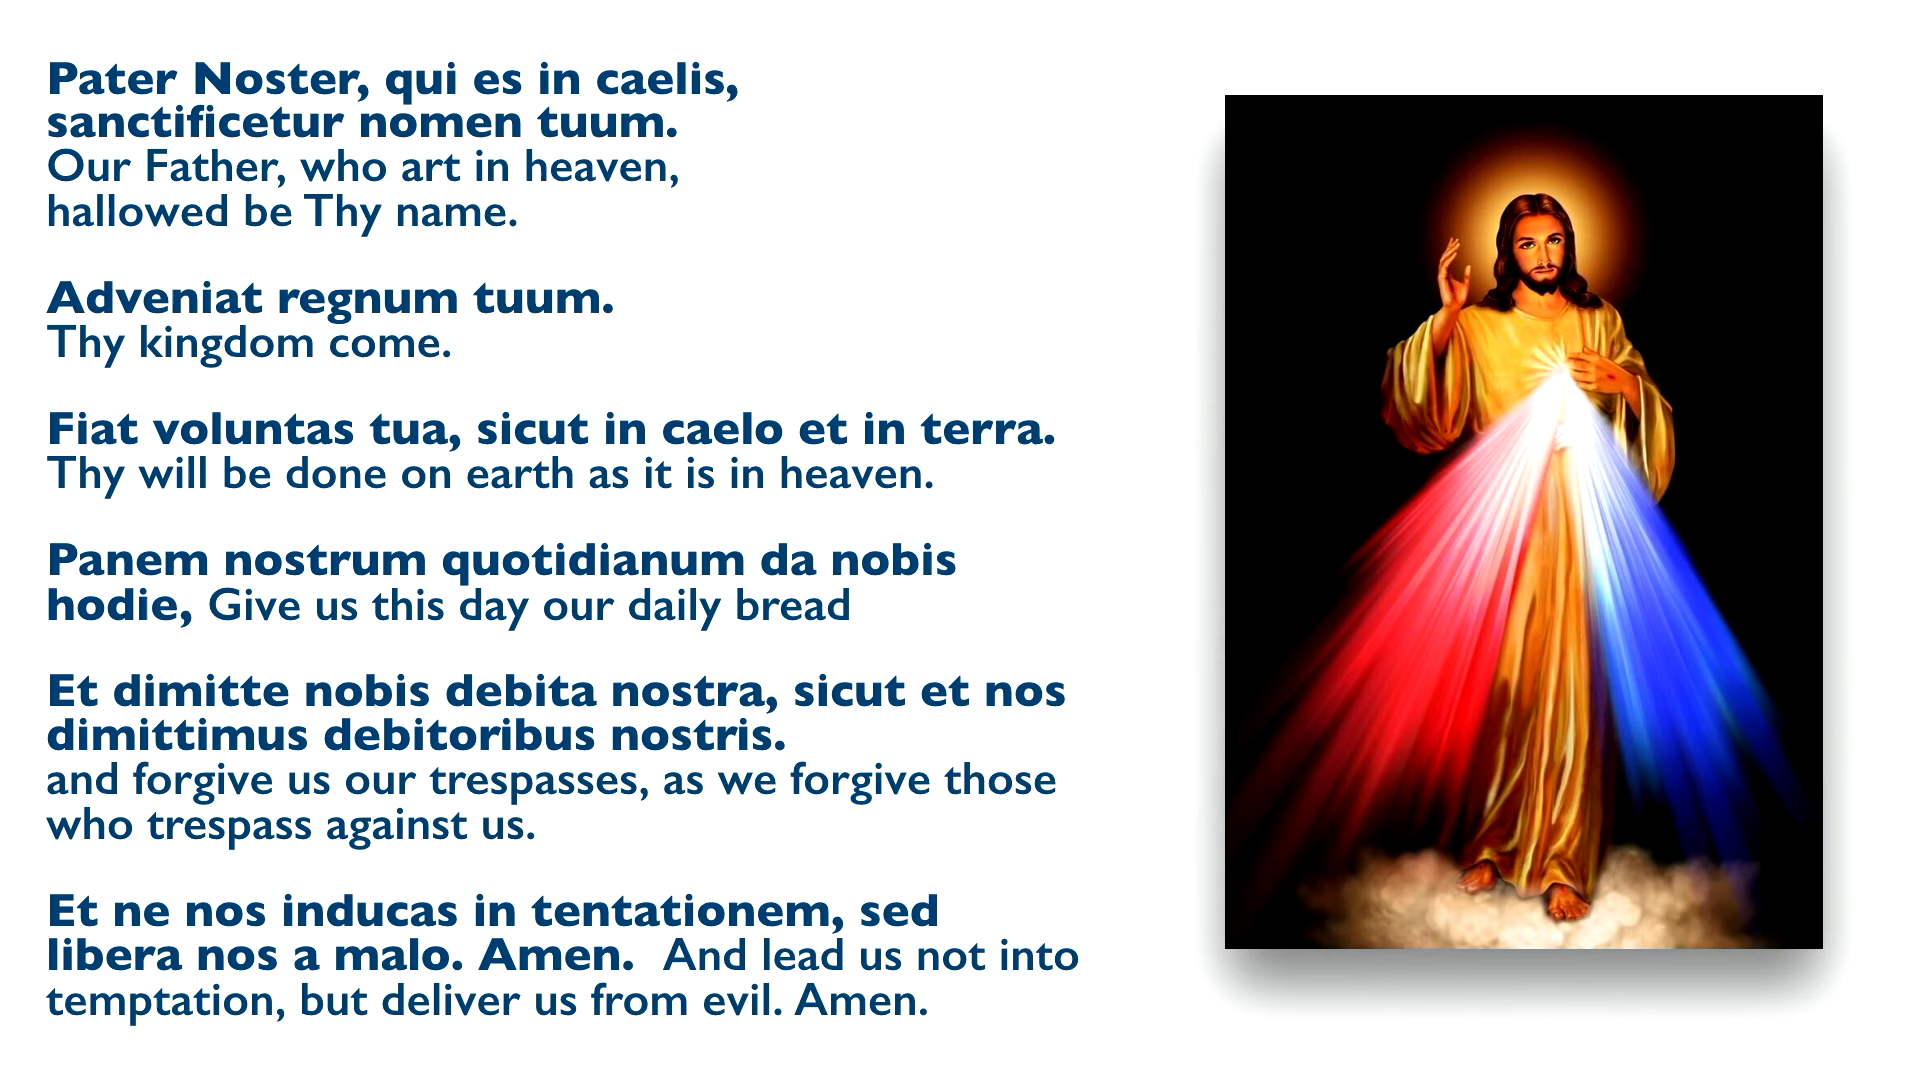 Pater Noster, qui es in caelis,
sanctificetur nomen tuum.
Our Father, who art in heaven,
hallowed be Thy name.
Adveniat regnum tuum.
Thy kingdom come.
Fiat voluntas tua, sicut in caelo et in terra.
Thy will be done on earth as it is in heaven.
Panem nostrum quotidianum da nobis
hodie, Give us this day our daily bread
Et dimitte nobis debita nostra, sicut et nos
dimittimus debitoribus nostris.
and forgive us our trespasses, as we forgive those
who trespass against us.
Et ne nos inducas in tentationem, sed
libera nos a malo. Amen.  And lead us not into
temptation, but deliver us from evil. Amen.